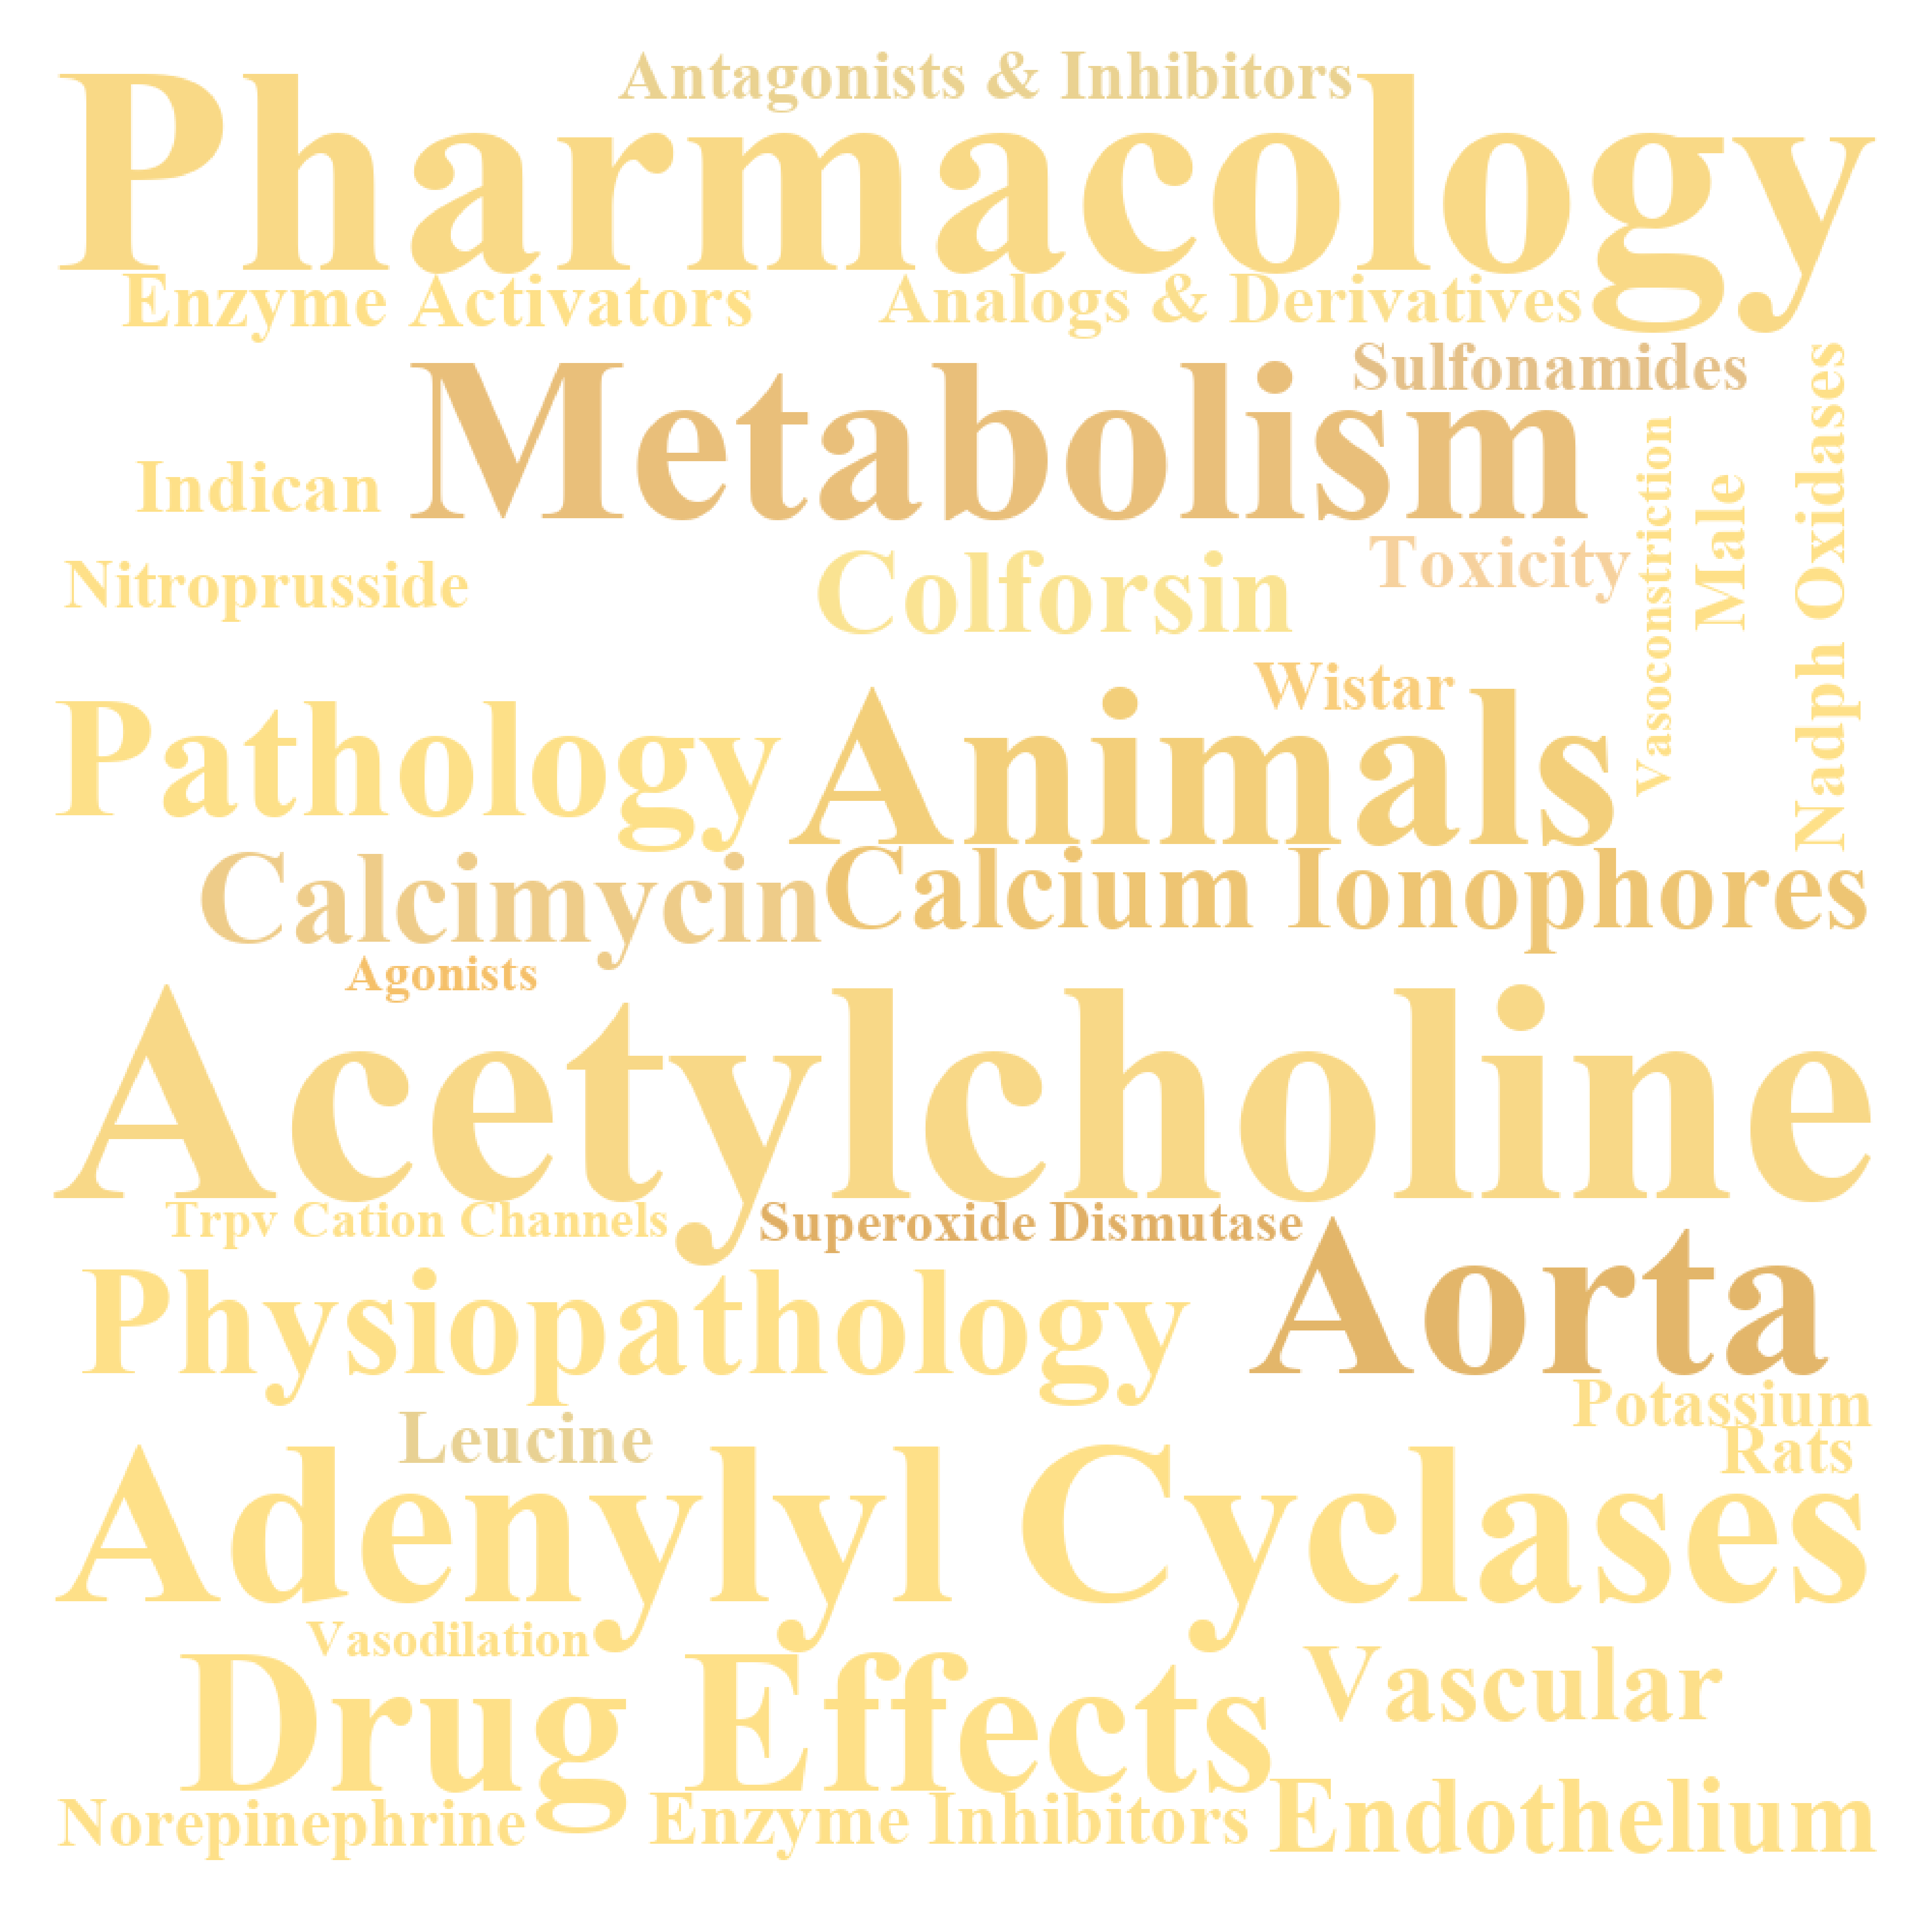 Antagonists & Inhibitors
Pharmacology
Enzyme Activators
Analogs & Derivatives
Sulfonamides
Metabolism
Indican
Nitroprusside
Colforsin
Toxicity
Vasoconstriction
Male
Nadph Oxidases
Wistar
Pathology
Animals
Calcimycin
Calcium Ionophores
Agonists
Acetylcholine
Trpv Cation Channels
Superoxide Dismutase
Physiopathology
Aorta
Potassium
Leucine
Rats
Adenylyl Cyclases
Vasodilation
Drug Effects
Vascular
Norepinephrine
Enzyme Inhibitors
Endothelium